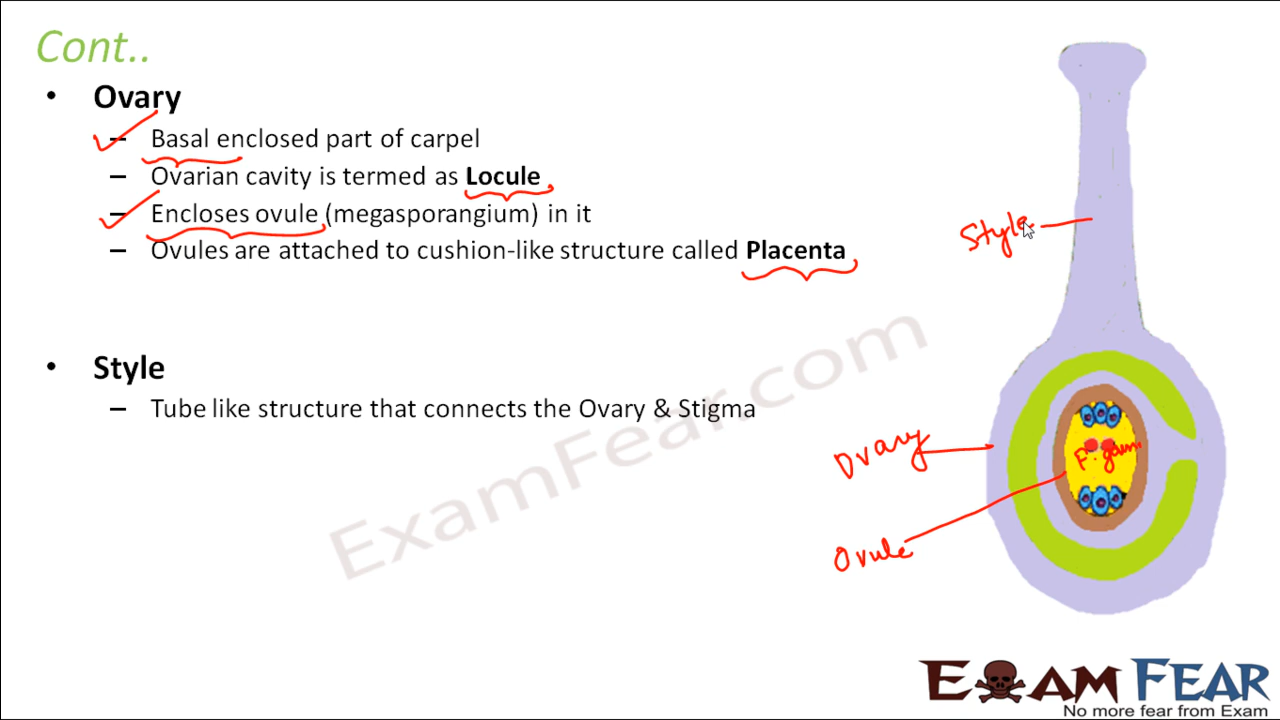 Cont..
• Ovary
– Basal enclosed part of carpel
– Ovarian cavity is termed as Locule
– Encloses ovule (megasporangium) in it
– Ovules are attached to cushion-like structure called Placenta
• Style
– Tube like structure that connects the Ovary & Stigma
Style
Ovary
Ovule
ExamFear.com
EXAM FEAR
No more fear from Exam